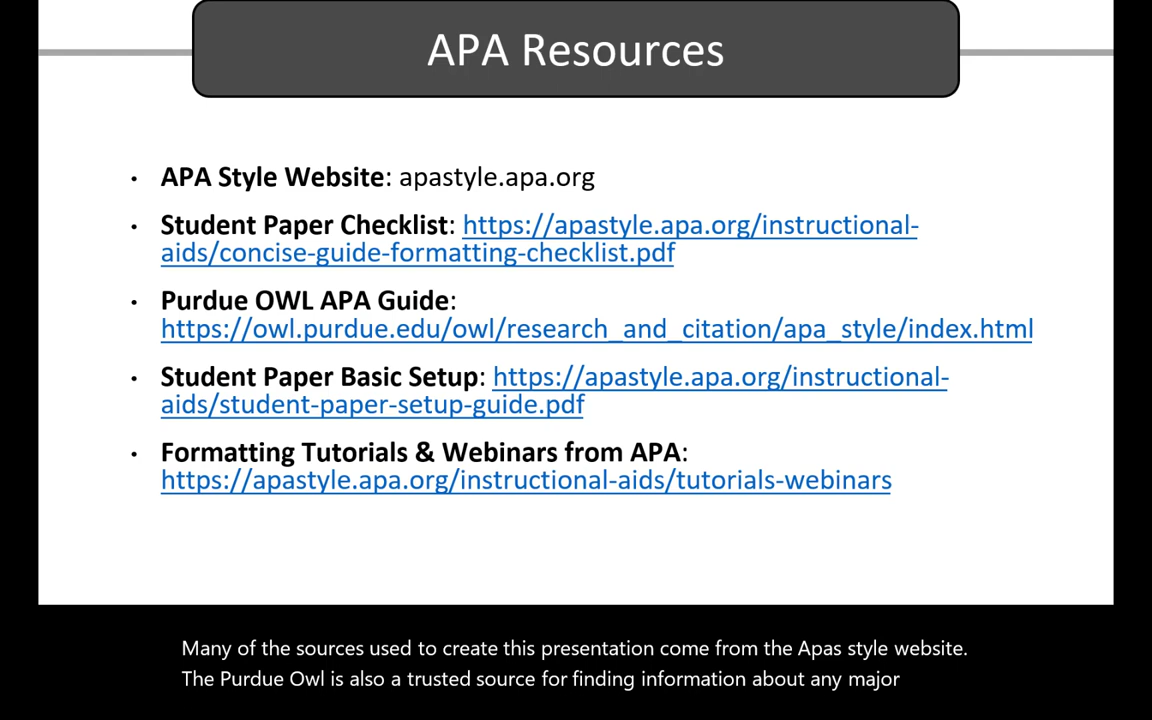 APA Resources
• APA Style Website: apastyle.apa.org
• Student Paper Checklist: https://apastyle.apa.org/instructional-
aids/concise-guide-formatting-checklist.pdf
• Purdue OWL APA Guide:
https://owl.purdue.edu/owl/research_and_citation/apa_style/index.html
• Student Paper Basic Setup: https://apastyle.apa.org/instructional-
aids/student-paper-setup-guide.pdf
• Formatting Tutorials & Webinars from APA:
https://apastyle.apa.org/instructional-aids/tutorials-webinars
Many of the sources used to create this presentation come from the Apas style website.
The Purdue Owl is also a trusted source for finding information about any major